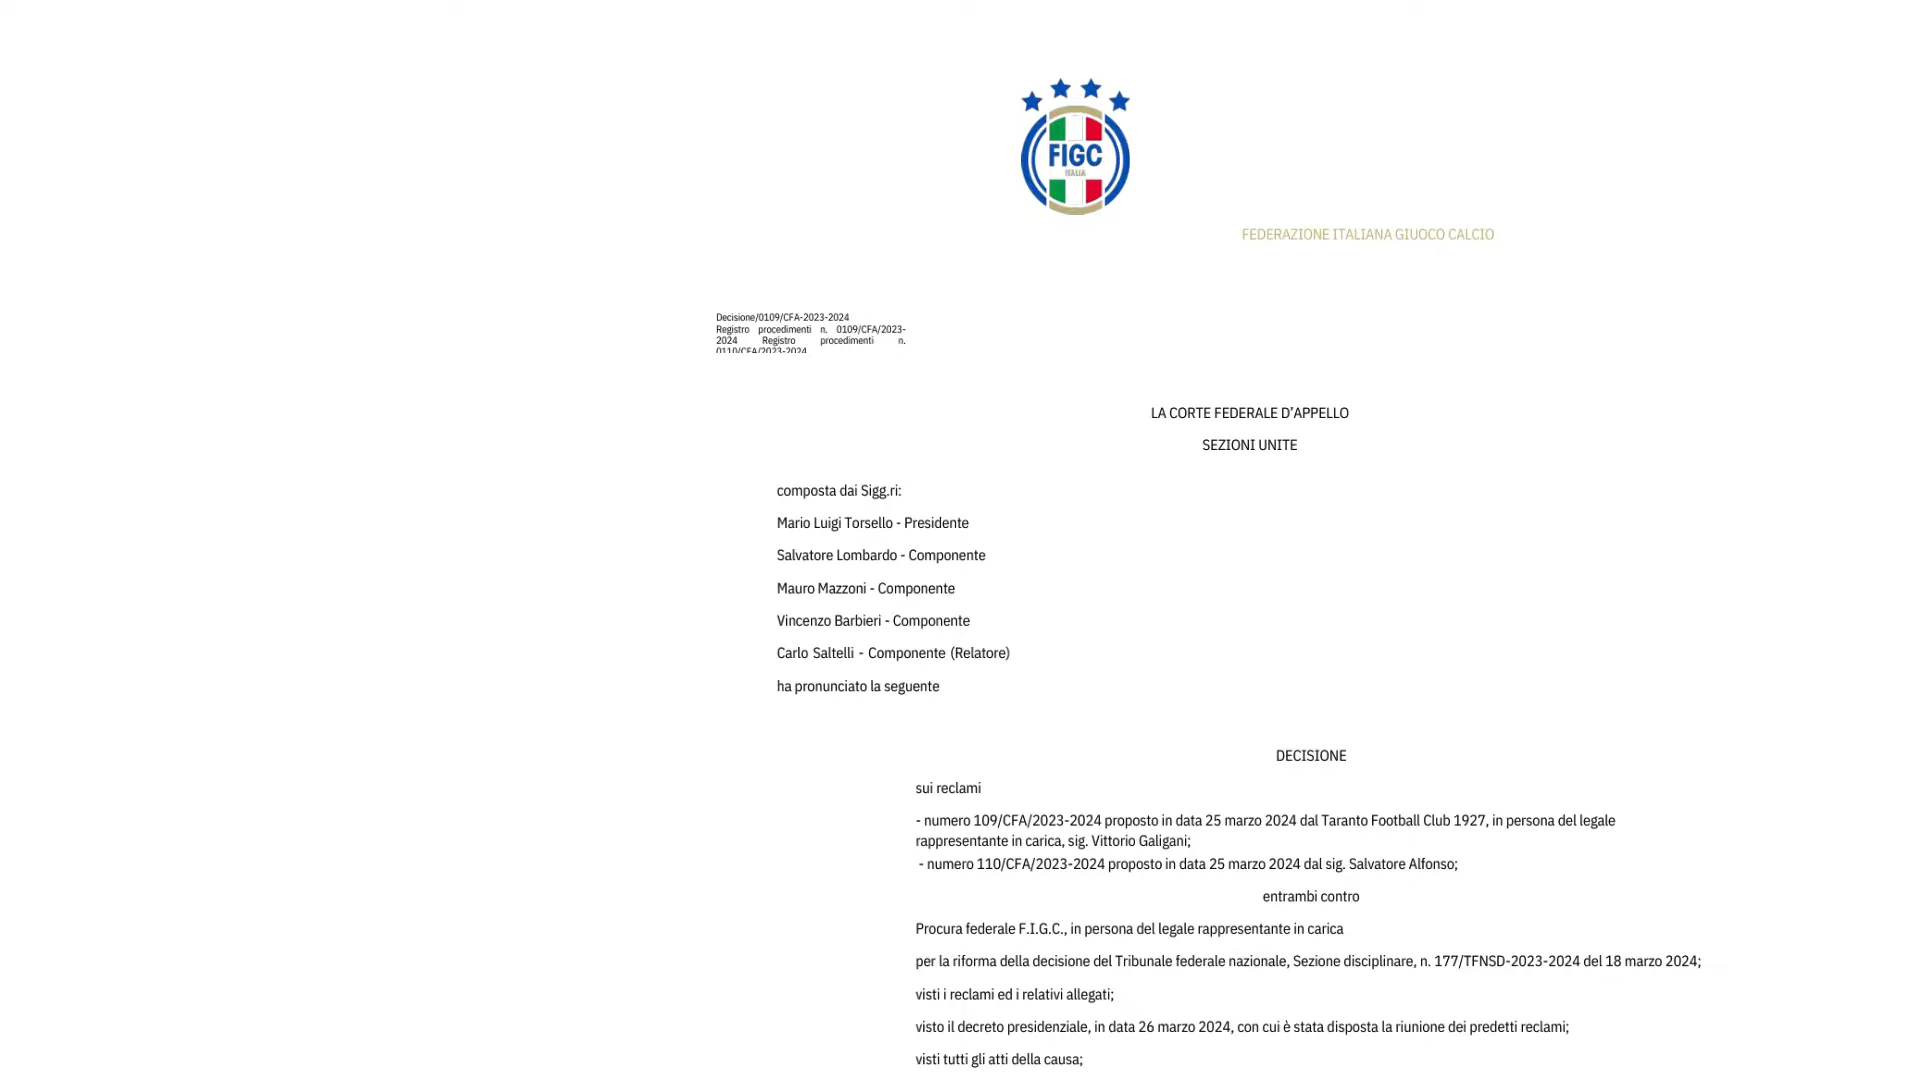 FIGC
ITALIA
FEDERAZIONE ITALIANA GIUOCO CALCIO
Decisione/0109/CFA-2023-2024
Registro procedimenti n. 0109/CFA/2023-
2024 Registro procedimenti n.
0110/CFA/2023-2024
LA CORTE FEDERALE D’APPELLO
SEZIONI UNITE
composta dai Sigg.ri:
Mario Luigi Torsello - Presidente
Salvatore Lombardo - Componente
Mauro Mazzoni - Componente
Vincenzo Barbieri - Componente
Carlo Saltelli - Componente (Relatore)
ha pronunciato la seguente
DECISIONE
sui reclami
- numero 109/CFA/2023-2024 proposto in data 25 marzo 2024 dal Taranto Football Club 1927, in persona del legale
rappresentante in carica, sig. Vittorio Galigani;
- numero 110/CFA/2023-2024 proposto in data 25 marzo 2024 dal sig. Salvatore Alfonso;
entrambi contro
Procura federale F.I.G.C., in persona del legale rappresentante in carica
per la riforma della decisione del Tribunale federale nazionale, Sezione disciplinare, n. 177/TFNSD-2023-2024 del 18 marzo 2024;
visti i reclami ed i relativi allegati;
visto il decreto presidenziale, in data 26 marzo 2024, con cui è stata disposta la riunione dei predetti reclami;
visti tutti gli atti della causa;